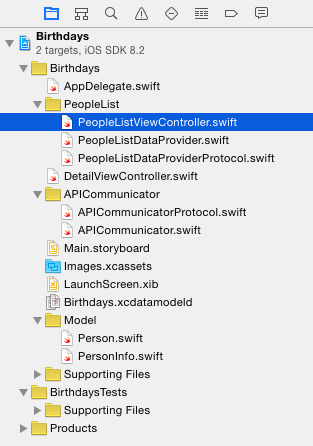 Birthdays
2 targets, iOS SDK 8.2
Birthdays
AppDelegate.swift
PeopleList
PeopleListViewController.swift
PeopleListDataProvider.swift
PeopleListDataProviderProtocol.swift
DetailViewController.swift
APICommunicator
APICommunicatorProtocol.swift
APICommunicator.swift
Main.storyboard
Images.xcassets
LaunchScreen.xib
Birthdays.xcdatamodeld
Model
Person.swift
PersonInfo.swift
Supporting Files
BirthdaysTests
Supporting Files
Products